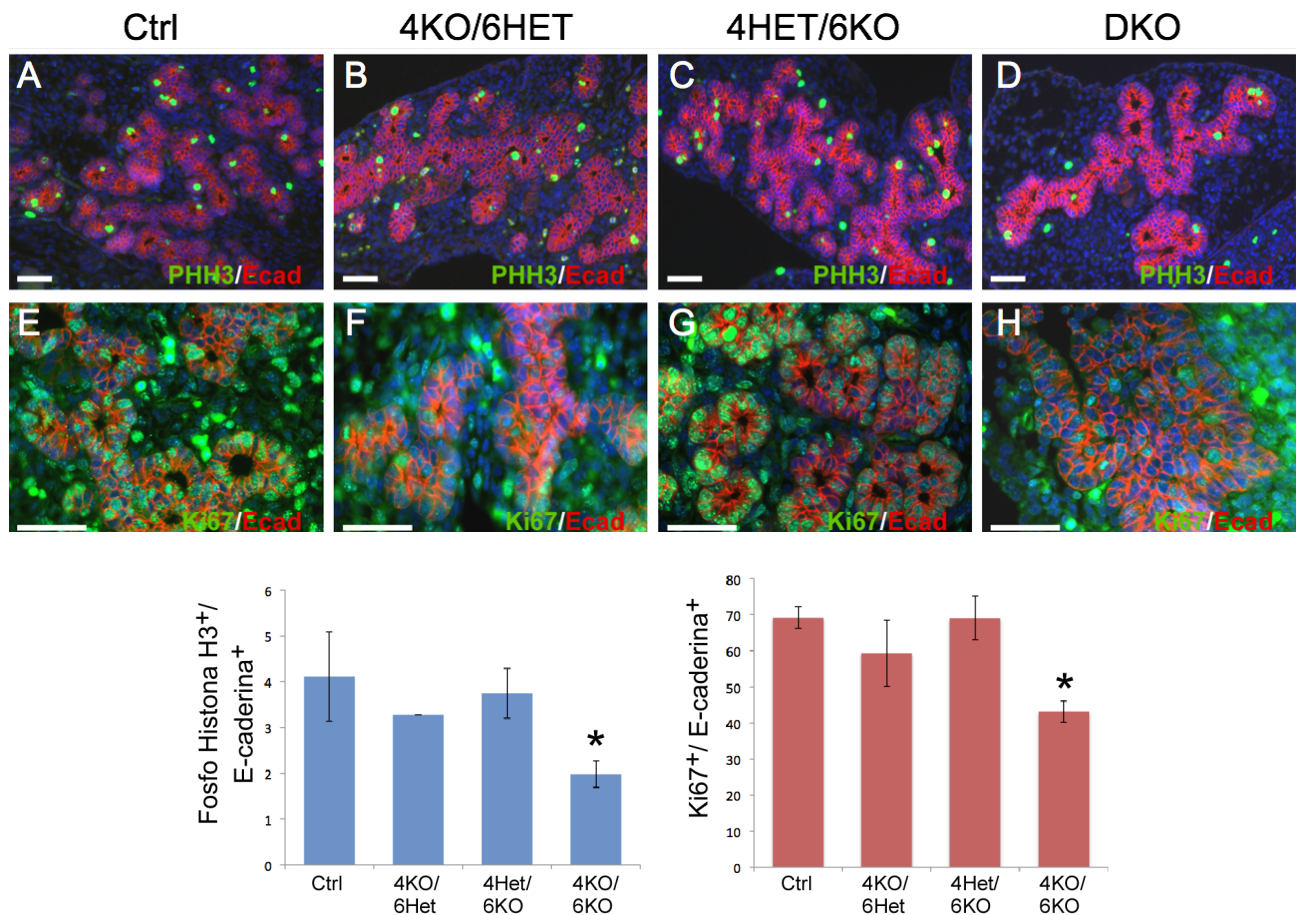 Ctrl 4KO/6HET 4HET/6KO DKO
A B C D
PHH3/Ecad PHH3/Ecad PHH3/Ecad PHH3/Ecad
E F G H
Ki67/Ecad Ki67/Ecad Ki67/Ecad Ki67/Ecad
Fosfo Histona H3+/
E-caderina+
6
5
4
3
2
1
0
*
Ctrl 4KO/ 4Het/ 4KO/
6Het 6KO 6KO
Ki67+/ E-caderina+
80
70
60
50
40
30
20
10
0
*
Ctrl 4KO/ 4Het/ 4KO/
6Het 6KO 6KO